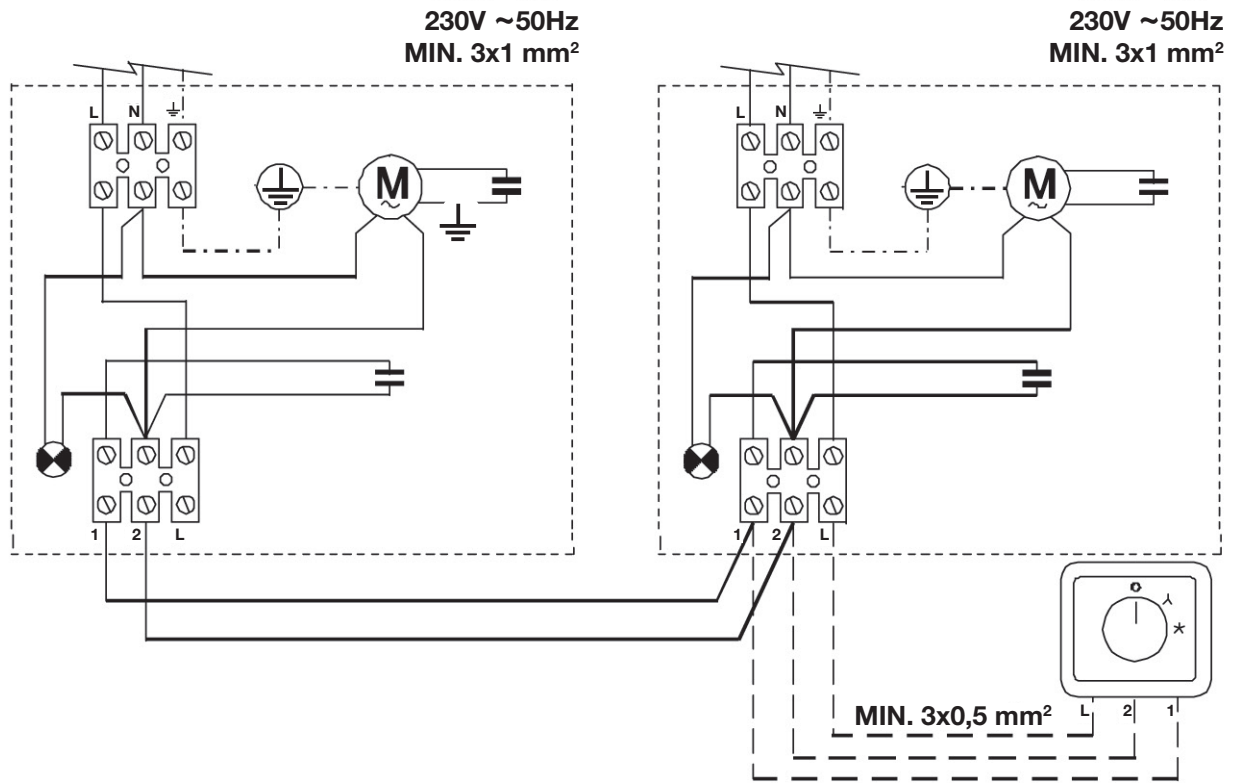 230V ~50Hz
MIN. 3x1 mm²
230V ~50Hz
MIN. 3x1 mm²
L N
L N
M
~
M
~
1 2 L
1 2 L
MIN. 3x0,5 mm²
L 2 1